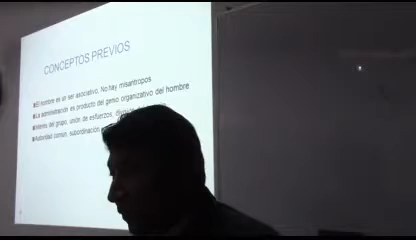 CONCEPTOS PREVIOS
El hombre es un ser asociativo, No hay misantropos
La administración es producto del genio organizativo del hombre
Interés del grupo, unión de esfuerzos,
Autoridad común, subordinación